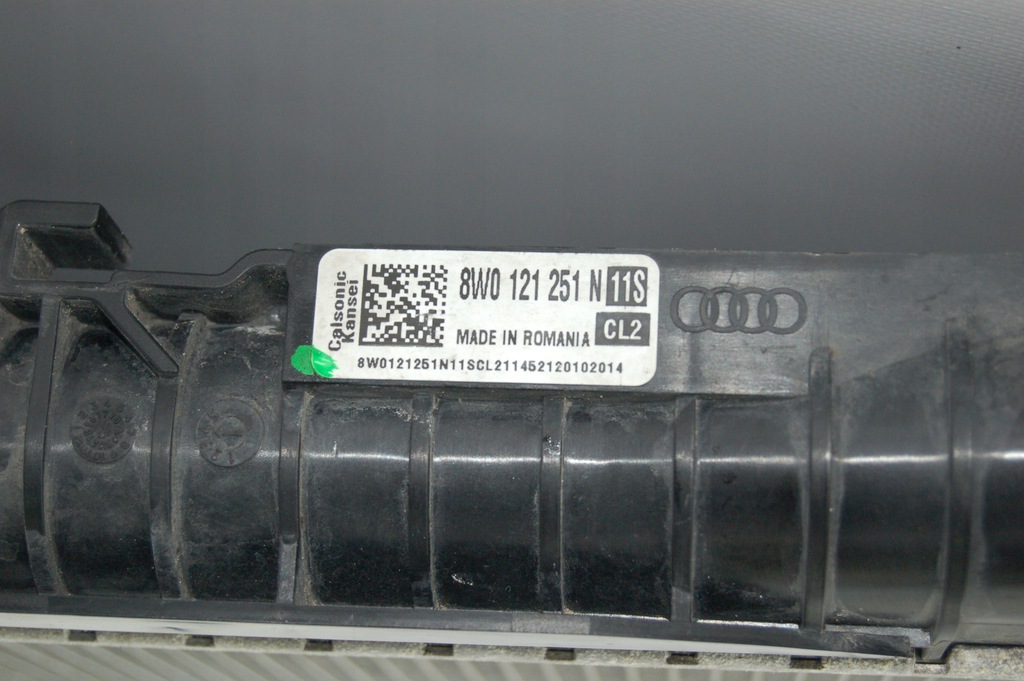 Calsonic
Kansei
8W0 121 251 N 11S
MADE IN ROMANIA CL2
8W0121251N11SCL211452120102014